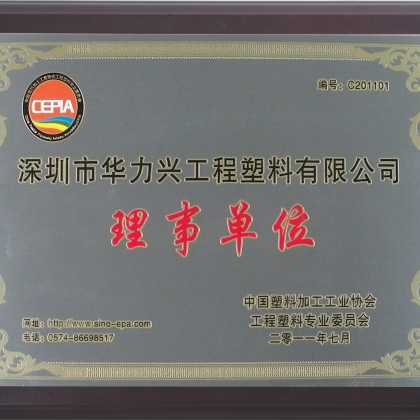 CEPIA
编号：C201101
深圳市华力兴工程塑料有限公司
理事单位
中国塑料加工工业协会
工程塑料专业委员会
二零一一年七月
网址：http://www.sino-epa.com
电话：0574-86698517